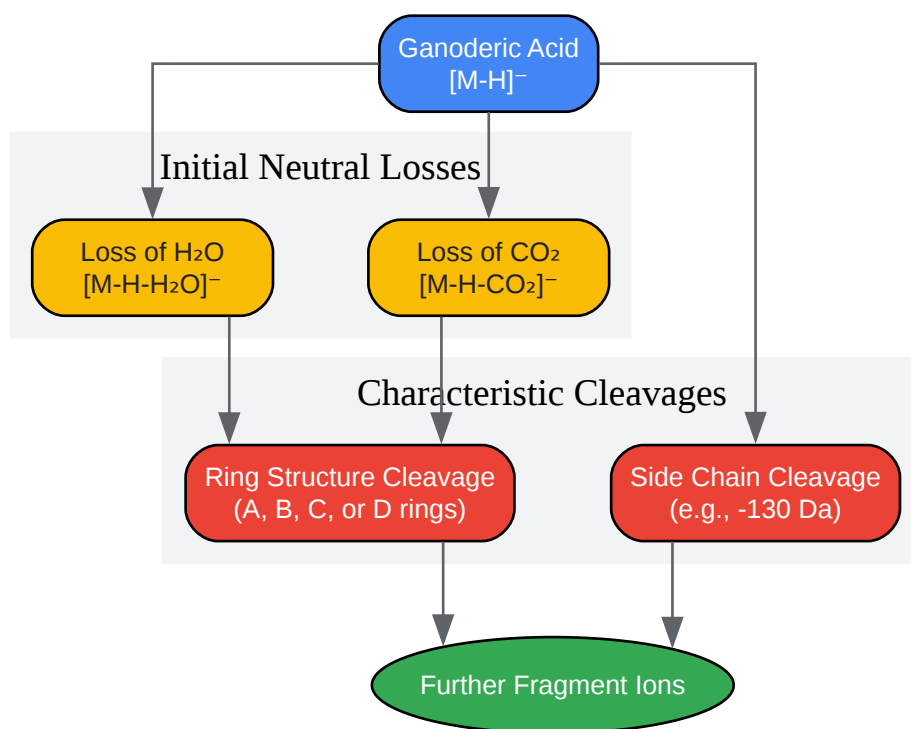 Ganoderic Acid
[M-H]⁻
Initial Neutral Losses
Loss of H₂O
[M-H-H₂O]⁻
Loss of CO₂
[M-H-CO₂]⁻
Characteristic Cleavages
Ring Structure Cleavage
(A, B, C, or D rings)
Side Chain Cleavage
(e.g., -130 Da)
Further Fragment Ions